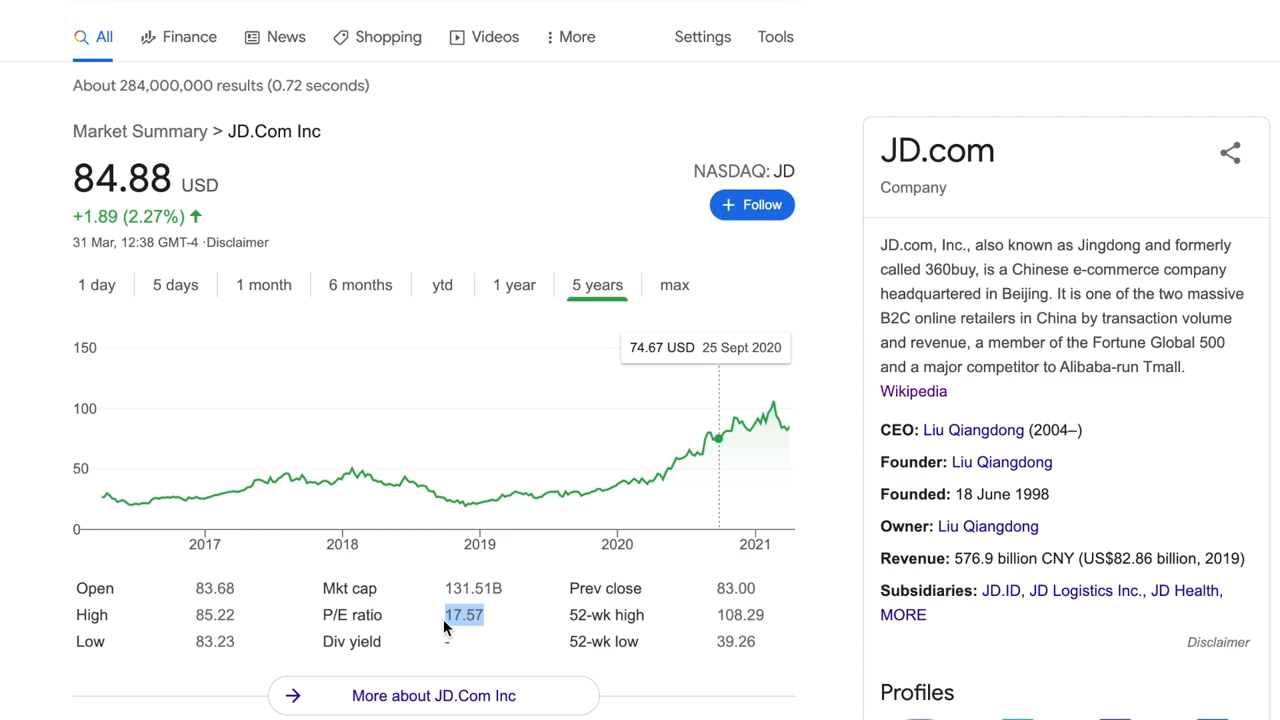 All Finance News Shopping Videos More Settings Tools
About 284,000,000 results (0.72 seconds)
Market Summary > JD.Com Inc
84.88 USD
+1.89 (2.27%)
31 Mar, 12:38 GMT-4 ·Disclaimer
NASDAQ: JD
+ Follow
1 day 5 days 1 month 6 months ytd 1 year 5 years max
74.67 USD 25 Sept 2020
150
100
50
0
2017 2018 2019 2020 2021
Open 83.68 Mkt cap 131.51B Prev close 83.00
High 85.22 P/E ratio 17.57 52-wk high 108.29
Low 83.23 Div yield - 52-wk low 39.26
More about JD.Com Inc
JD.com
Company
JD.com, Inc., also known as Jingdong and formerly
called 360buy, is a Chinese e-commerce company
headquartered in Beijing. It is one of the two massive
B2C online retailers in China by transaction volume
and revenue, a member of the Fortune Global 500
and a major competitor to Alibaba-run Tmall.
Wikipedia
CEO: Liu Qiangdong (2004–)
Founder: Liu Qiangdong
Founded: 18 June 1998
Owner: Liu Qiangdong
Revenue: 576.9 billion CNY (US$82.86 billion, 2019)
Subsidiaries: JD.ID, JD Logistics Inc., JD Health,
MORE
Disclaimer
Profiles